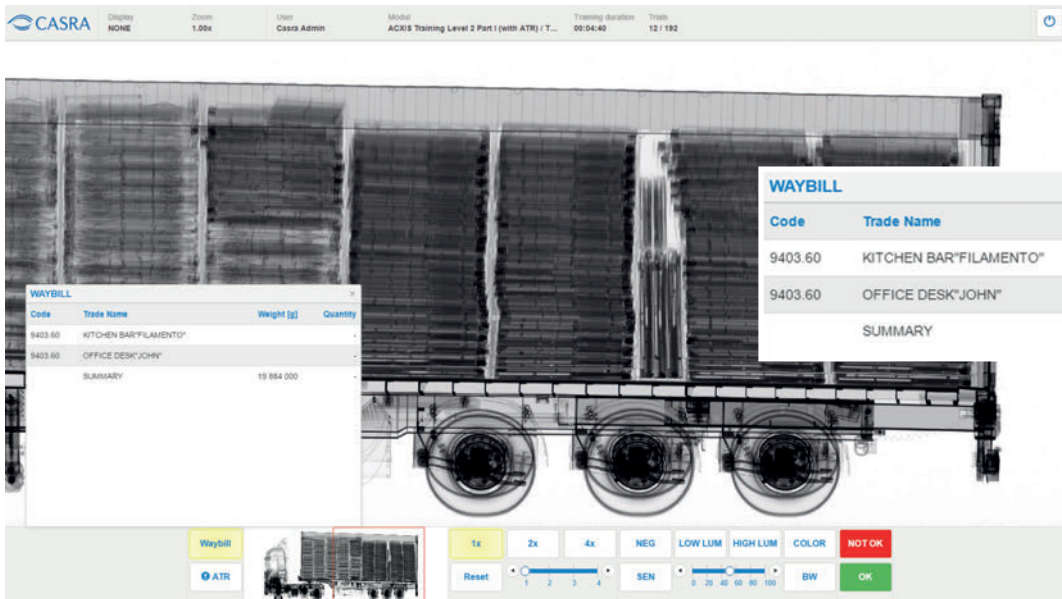 CASRA
Display Zoom User Modul Training duration Trials
NONE 1.00x Casra Admin ACXIS Training Level 2 Part I (with ATR) / T... 00:04:40 12 / 192
WAYBILL
Code Trade Name
9403.60 KITCHEN BAR"FILAMENTO"
9403.60 OFFICE DESK"JOHN"
SUMMARY
WAYBILL ×
Code Trade Name Weight [g] Quantity
9403.60 KITCHEN BAR"FILAMENTO" -
9403.60 OFFICE DESK"JOHN" -
SUMMARY 19 884 000 -
Waybill 1x 2x 4x NEG LOW LUM HIGH LUM COLOR NOT OK
ATR Reset 1 2 3 4 SEN 0 20 40 60 80 100 BW OK